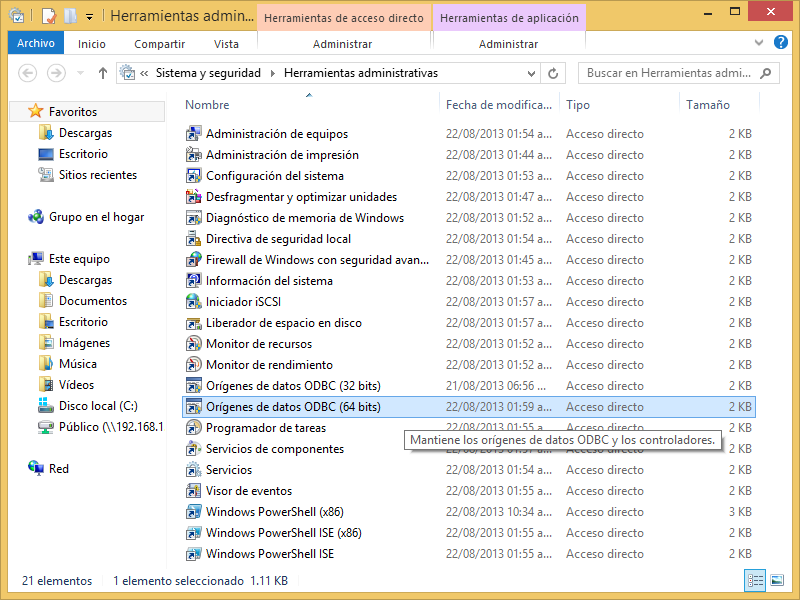 Herramientas admin...
Herramientas de acceso directo
Herramientas de aplicación
Archivo
Inicio
Compartir
Vista
Administrar
Administrar
« Sistema y seguridad
Herramientas administrativas
Buscar en Herramientas admi...
Nombre
Fecha de modifica...
Tipo
Tamaño
Favoritos
Descargas
Escritorio
Sitios recientes
Grupo en el hogar
Este equipo
Descargas
Documentos
Escritorio
Imágenes
Música
Vídeos
Disco local (C:)
Público (\\192.168.1
Red
Administración de equipos 22/08/2013 01:54 a... Acceso directo 2 KB
Administración de impresión 22/08/2013 01:44 a... Acceso directo 2 KB
Configuración del sistema 22/08/2013 01:53 a... Acceso directo 2 KB
Desfragmentar y optimizar unidades 22/08/2013 01:47 a... Acceso directo 2 KB
Diagnóstico de memoria de Windows 22/08/2013 01:52 a... Acceso directo 2 KB
Directiva de seguridad local 22/08/2013 01:54 a... Acceso directo 2 KB
Firewall de Windows con seguridad avan... 22/08/2013 01:45 a... Acceso directo 2 KB
Información del sistema 22/08/2013 01:53 a... Acceso directo 2 KB
Iniciador iSCSI 22/08/2013 01:57 a... Acceso directo 2 KB
Liberador de espacio en disco 22/08/2013 01:57 a... Acceso directo 2 KB
Monitor de recursos 22/08/2013 01:52 a... Acceso directo 2 KB
Monitor de rendimiento 22/08/2013 01:52 a... Acceso directo 2 KB
Orígenes de datos ODBC (32 bits) 21/08/2013 06:56 ... Acceso directo 2 KB
Orígenes de datos ODBC (64 bits) 22/08/2013 01:59 a... Acceso directo 2 KB
Programador de tareas 22/08/2013 01:55 a... Acceso directo 2 KB
Mantiene los orígenes de datos ODBC y los controladores.
Servicios de componentes 22/08/2013 01:57 a... Acceso directo 2 KB
Servicios 22/08/2013 01:54 a... Acceso directo 2 KB
Visor de eventos 22/08/2013 01:55 a... Acceso directo 2 KB
Windows PowerShell (x86) 22/08/2013 10:34 a... Acceso directo 3 KB
Windows PowerShell ISE (x86) 22/08/2013 01:55 a... Acceso directo 2 KB
Windows PowerShell ISE 22/08/2013 01:55 a... Acceso directo 2 KB
21 elementos
1 elemento seleccionado 1.11 KB